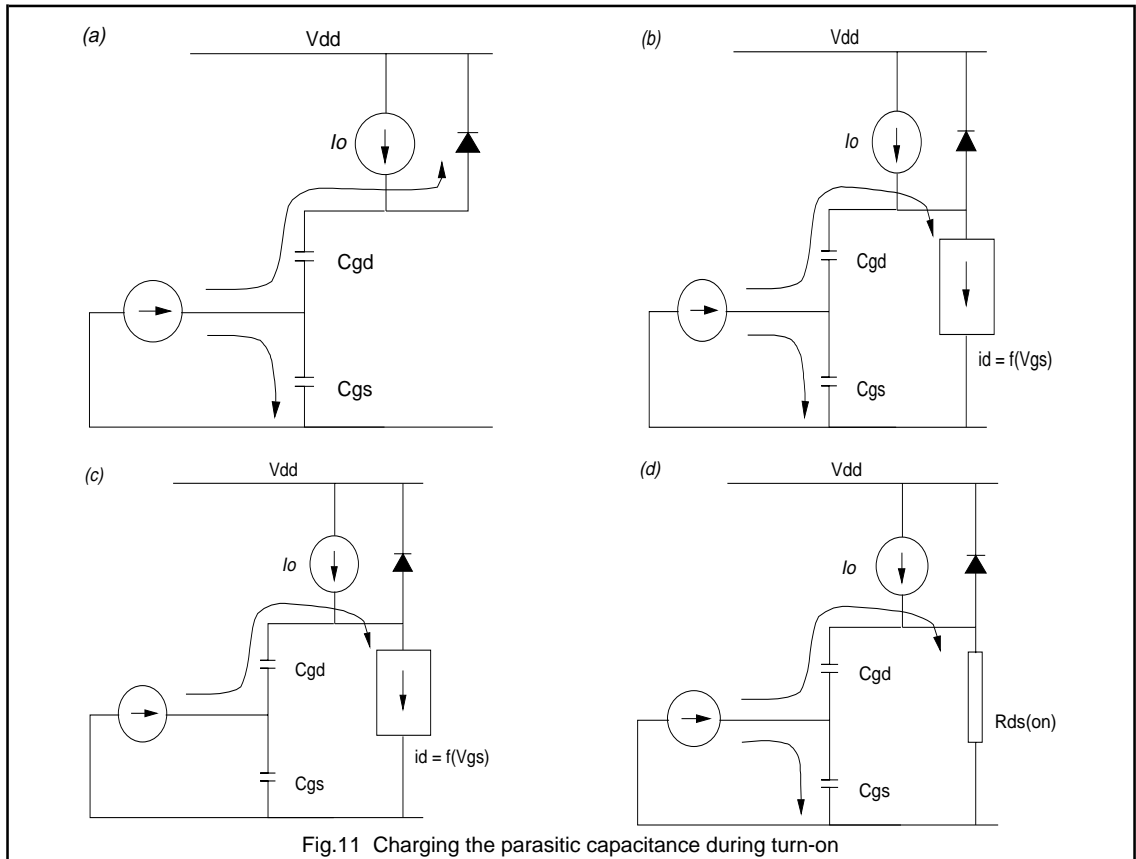 (a)
Vdd
Io
Cgd
Cgs
(b)
Vdd
Io
Cgd
id = f(Vgs)
Cgs
(c)
Vdd
Io
Cgd
id = f(Vgs)
Cgs
(d)
Vdd
Io
Cgd
Rds(on)
Cgs
Fig.11 Charging the parasitic capacitance during turn-on